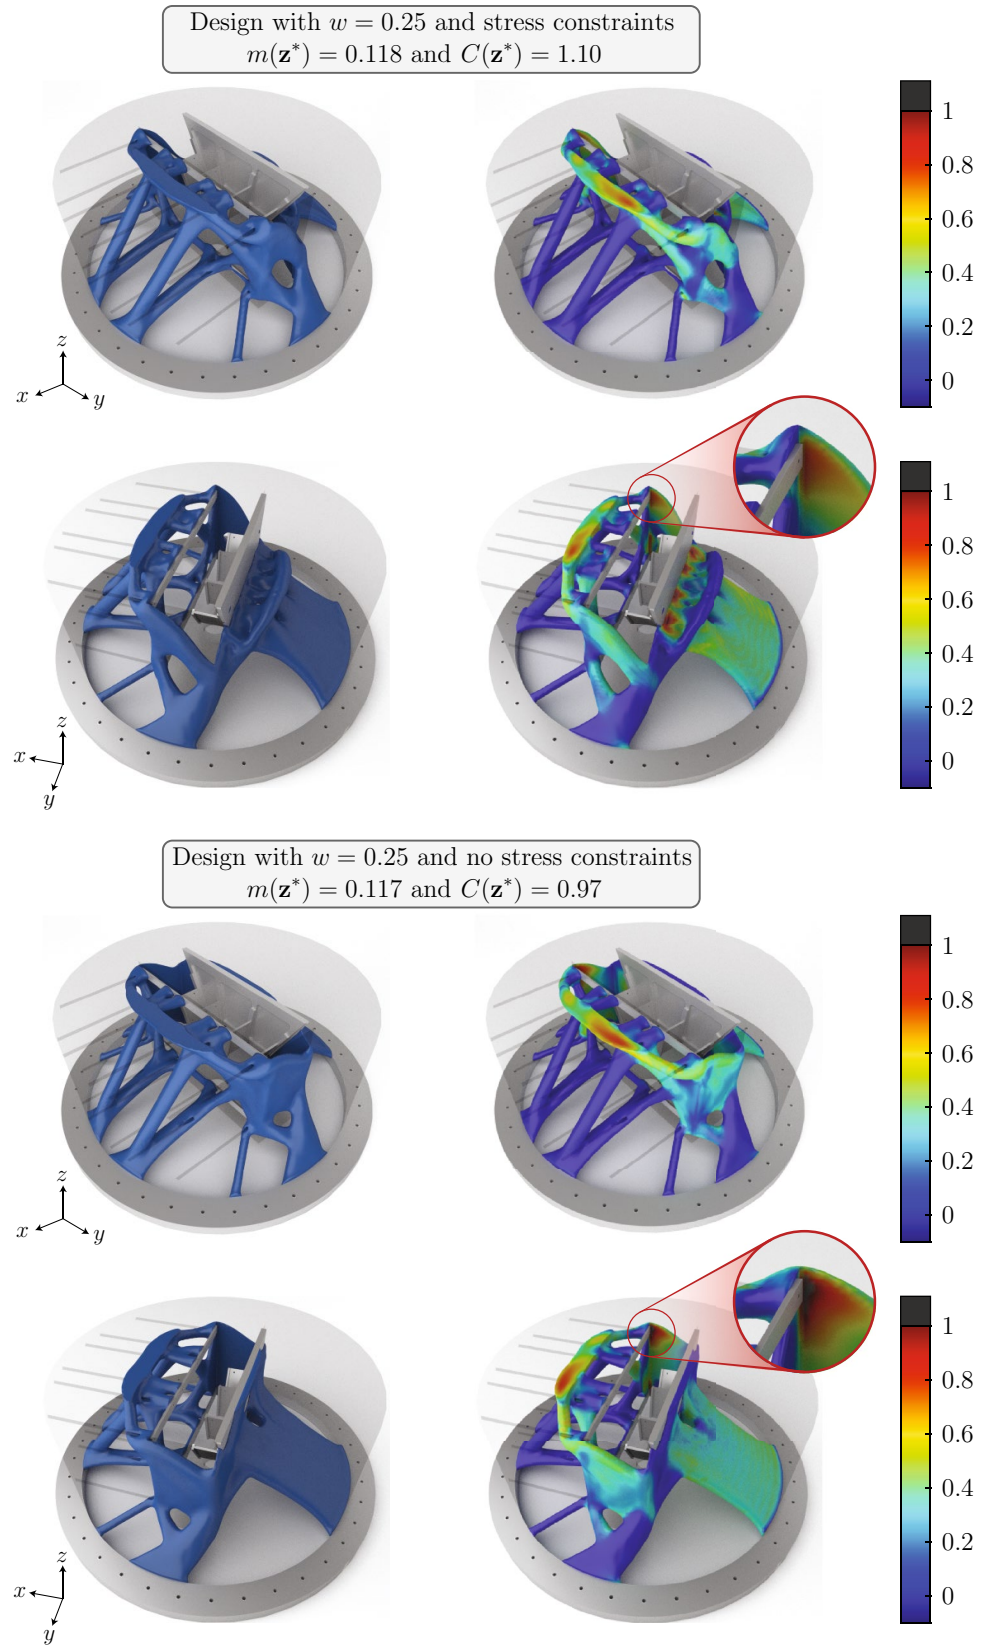 Design with w = 0.25 and stress constraints
m(z*) = 0.118 and C(z*) = 1.10
1
0.8
0.6
0.4
0.2
0
z
x
y
1
0.8
0.6
0.4
0.2
0
z
x
y
Design with w = 0.25 and no stress constraints
m(z*) = 0.117 and C(z*) = 0.97
1
0.8
0.6
0.4
0.2
0
z
x
y
1
0.8
0.6
0.4
0.2
0
z
x
y